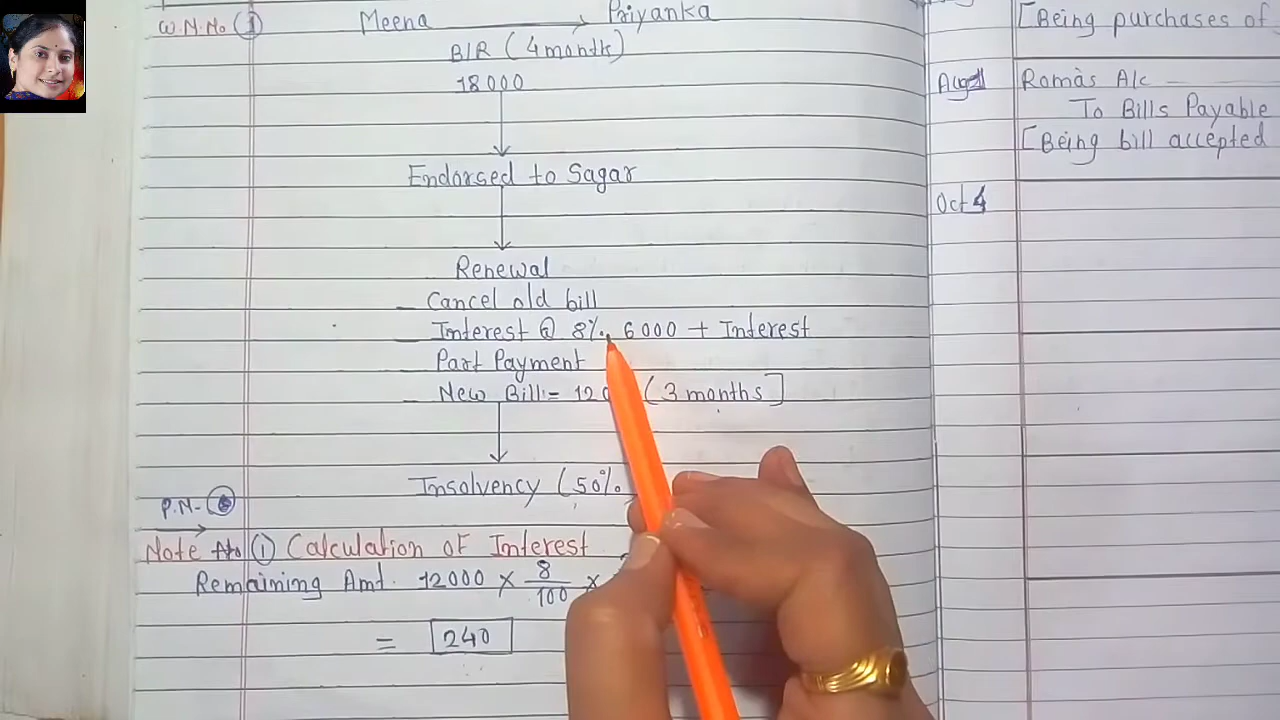 W.N.No ① Meena → Priyanka
B/R (4 months)
18000
Endorsed to Sagar
Renewal
- Cancel old bill
- Interest @ 8% 6000 + Interest
- Part Payment
- New Bill = 120 (3 months]
Insolvency (50%
P.N-
Note No ① Calculation of Interest
Remaining Amt. 12000 × 8/100 ×
= 240
[Being purchases of
Aug 1 Roma's A/c
To Bills Payable
[Being bill accepted
Oct 4